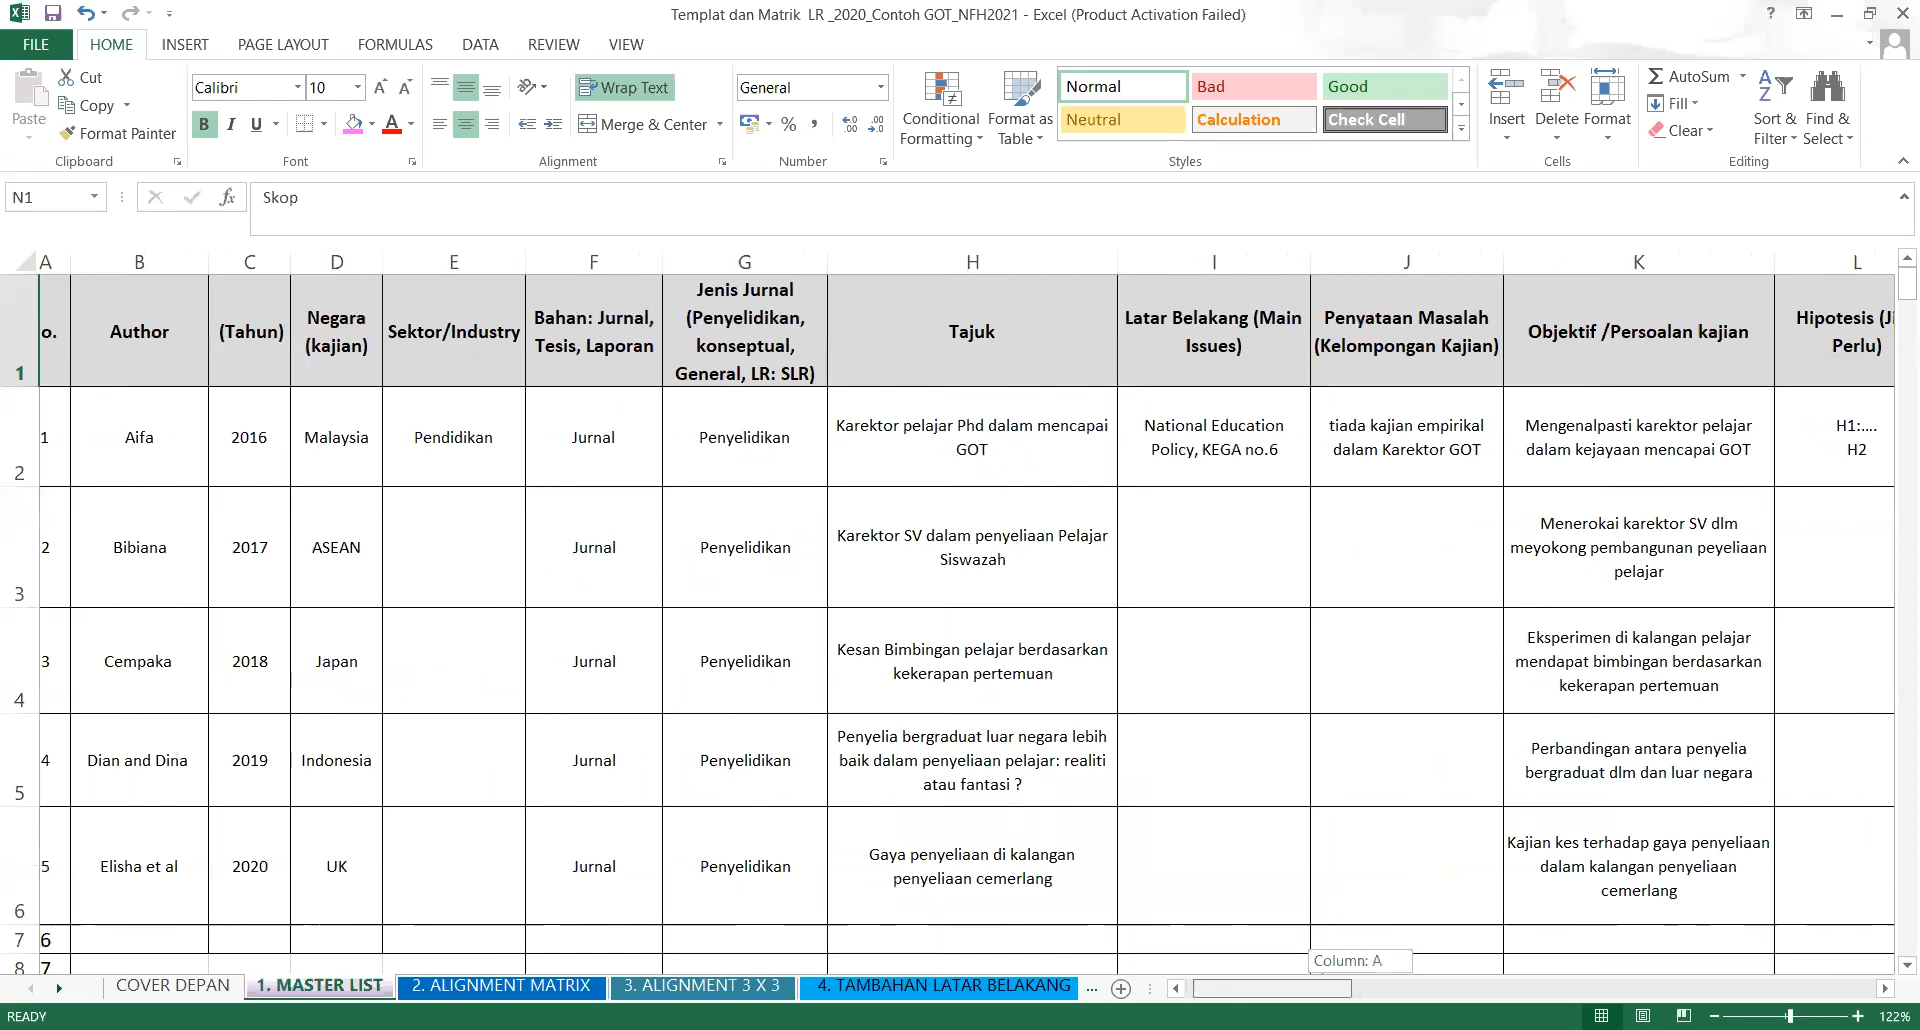 Templat dan Matrik LR _2020_Contoh GOT_NFH2021 - Excel (Product Activation Failed)
FILE HOME INSERT PAGE LAYOUT FORMULAS DATA REVIEW VIEW
Paste
Cut
Copy
Format Painter
Clipboard
Calibri 10
B I U
Font
Wrap Text
Merge & Center
Alignment
General
Number
Conditional Formatting
Format as Table
Normal Bad Good
Neutral Calculation Check Cell
Styles
Insert Delete Format
Cells
AutoSum
Fill
Clear
Sort & Filter
Find & Select
Editing
N1 Skop
A B C D E F G H I J K L
1
o.
Author
(Tahun)
Negara
(kajian)
Sektor/Industry
Bahan: Jurnal,
Tesis, Laporan
Jenis Jurnal
(Penyelidikan,
konseptual,
General, LR: SLR)
Tajuk
Latar Belakang (Main
Issues)
Penyataan Masalah
(Kelompongan Kajian)
Objektif /Persoalan kajian
Hipotesis (Ji
Perlu)
2
1
Aifa
2016
Malaysia
Pendidikan
Jurnal
Penyelidikan
Karektor pelajar Phd dalam mencapai
GOT
National Education
Policy, KEGA no.6
tiada kajian empirikal
dalam Karektor GOT
Mengenalpasti karektor pelajar
dalam kejayaan mencapai GOT
H1:....
H2
3
2
Bibiana
2017
ASEAN
Jurnal
Penyelidikan
Karektor SV dalam penyeliaan Pelajar
Siswazah
Menerokai karektor SV dlm
meyokong pembangunan peyeliaan
pelajar
4
3
Cempaka
2018
Japan
Jurnal
Penyelidikan
Kesan Bimbingan pelajar berdasarkan
kekerapan pertemuan
Eksperimen di kalangan pelajar
mendapat bimbingan berdasarkan
kekerapan pertemuan
5
4
Dian and Dina
2019
Indonesia
Jurnal
Penyelidikan
Penyelia bergraduat luar negara lebih
baik dalam penyeliaan pelajar: realiti
atau fantasi ?
Perbandingan antara penyelia
bergraduat dlm dan luar negara
6
5
Elisha et al
2020
UK
Jurnal
Penyelidikan
Gaya penyeliaan di kalangan
penyeliaan cemerlang
Kajian kes terhadap gaya penyeliaan
dalam kalangan penyeliaan
cemerlang
7 6
8 7
Column: A
COVER DEPAN 1. MASTER LIST 2. ALIGNMENT MATRIX 3. ALIGNMENT 3 X 3 4. TAMBAHAN LATAR BELAKANG ...
READY 122%